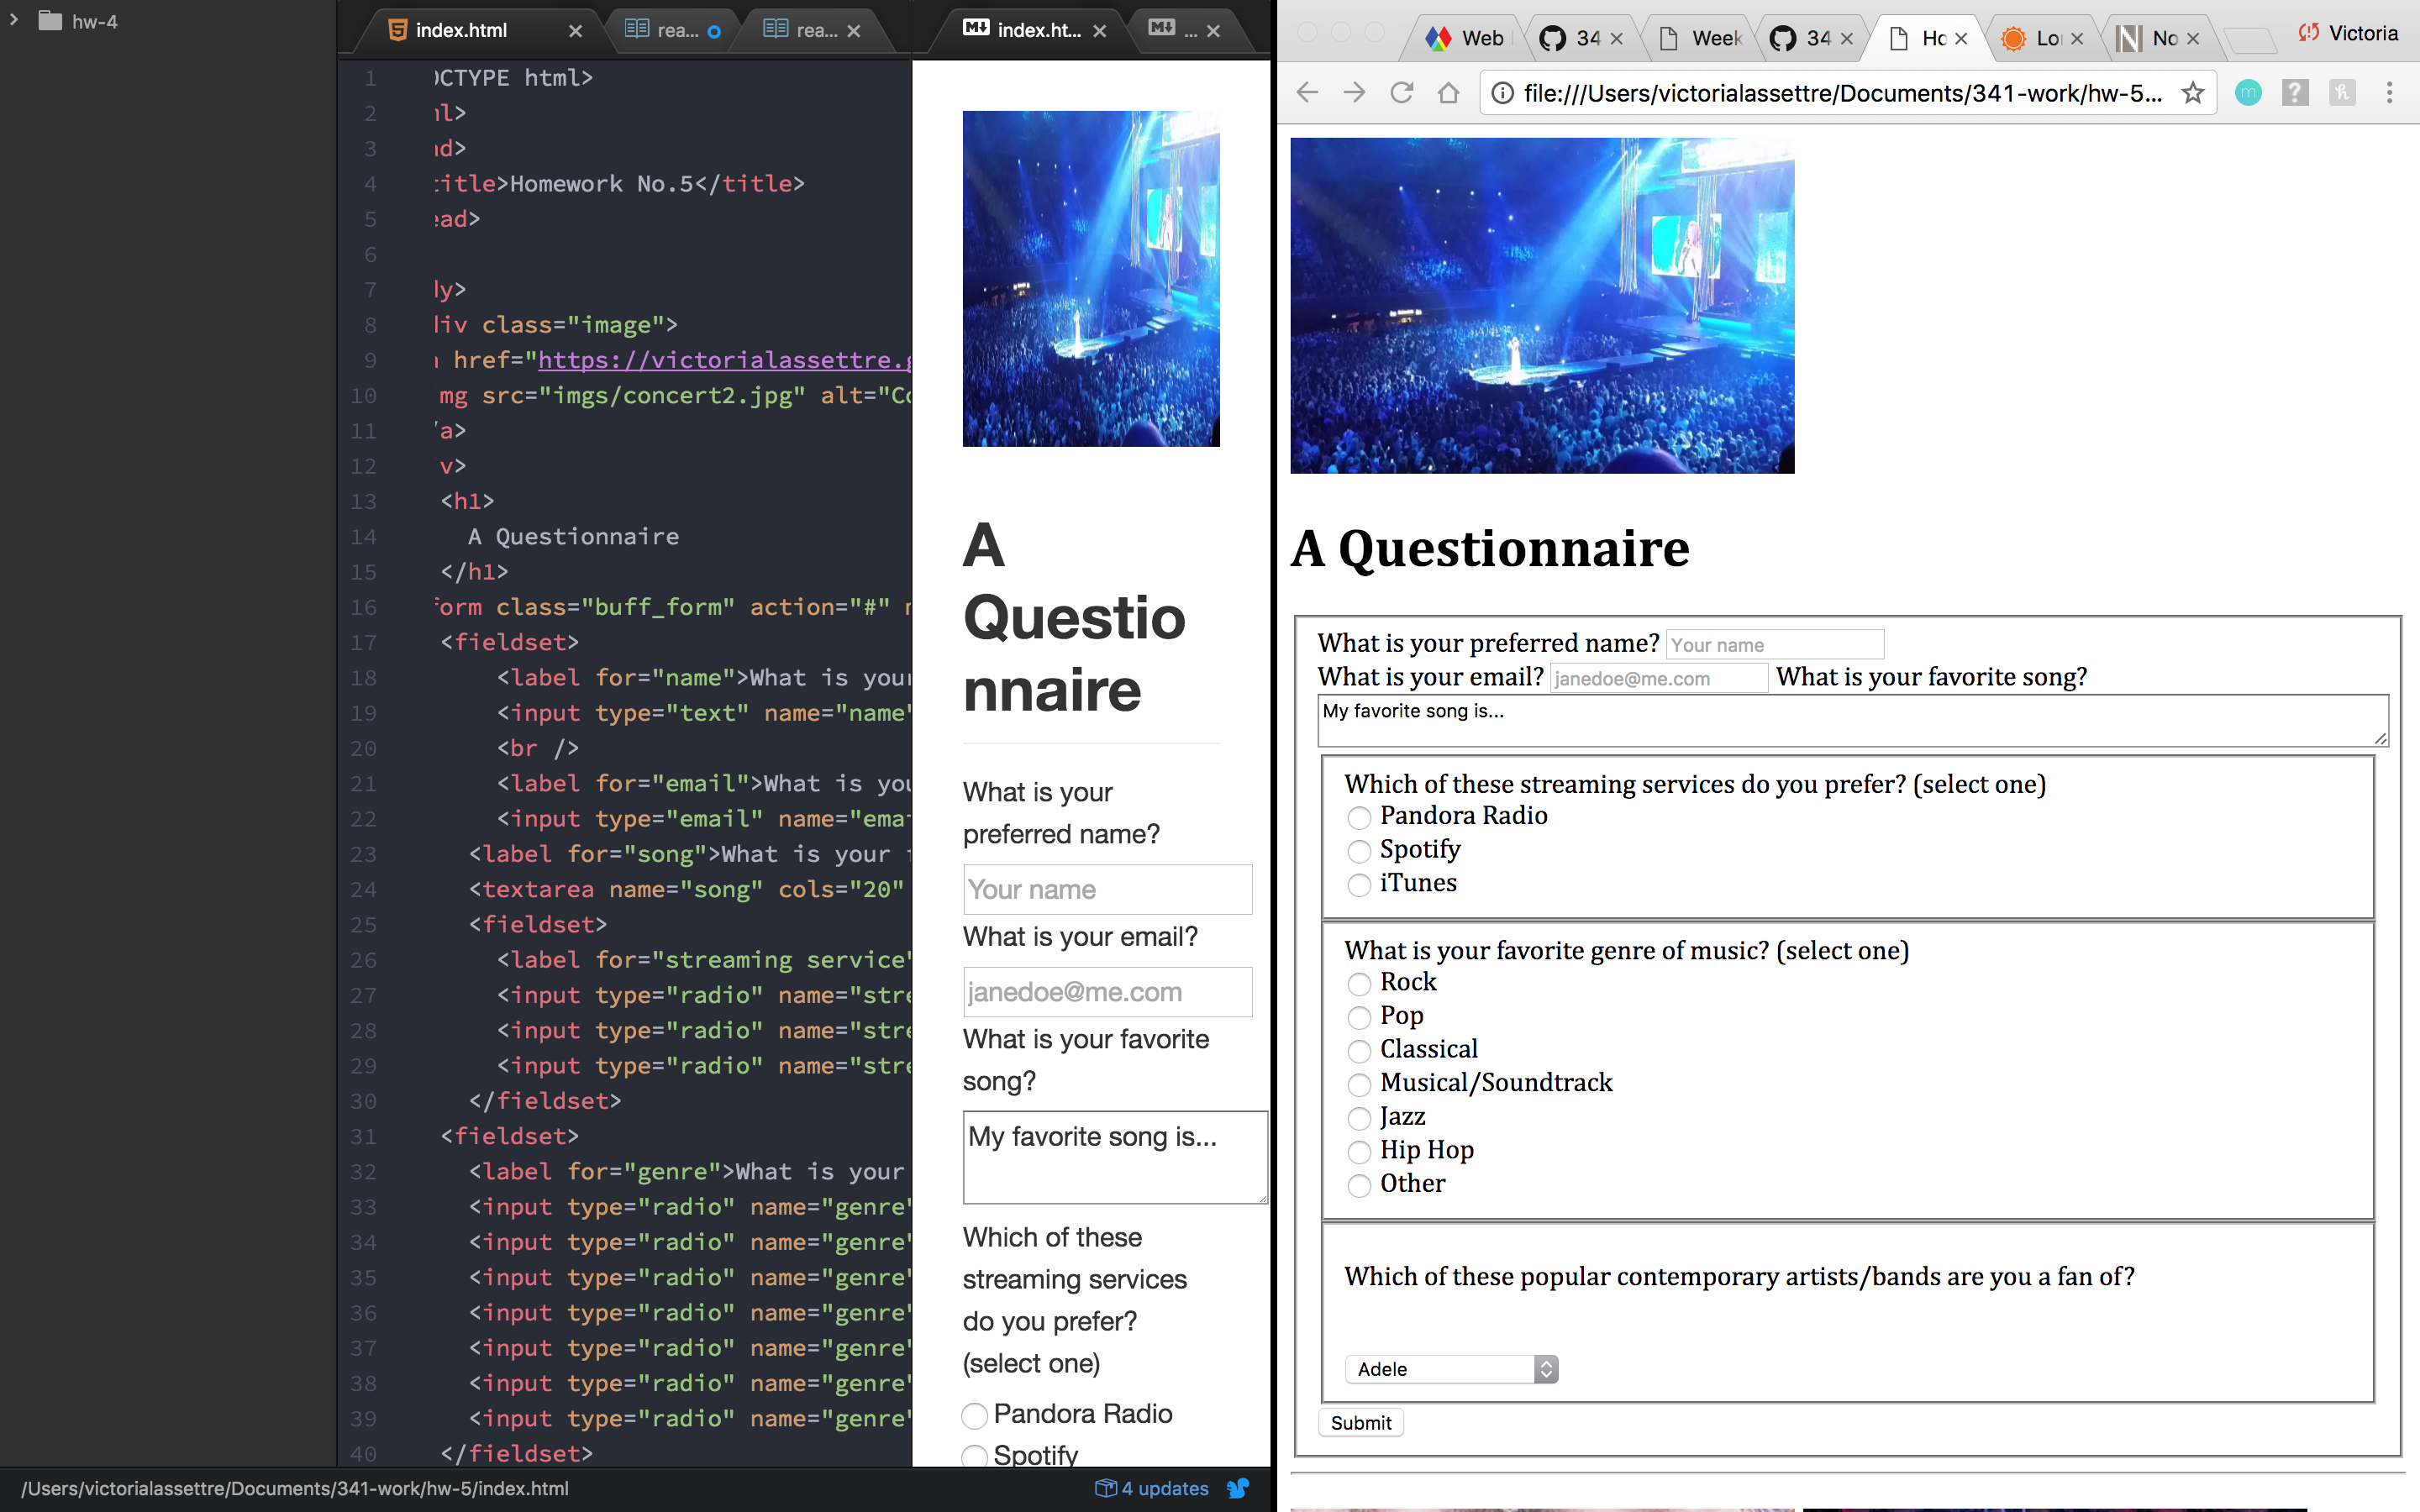 hw-4
index.html
rea...
rea...
index.ht...
...
1 OCTYPE html>
2 nl>
3 ad>
4 title>Homework No.5</title>
5 ead>
6
7 dy>
8 div class="image">
9 href="https://victorialassettre.g
10 mg src="imgs/concert2.jpg" alt="Co
11 /a>
12 v>
13 <h1>
14 A Questionnaire
15 </h1>
16 form class="buff_form" action="#"
17 <fieldset>
18 <label for="name">What is your
19 <input type="text" name="name"
20 <br />
21 <label for="email">What is you
22 <input type="email" name="emai
23 <label for="song">What is your
24 <textarea name="song" cols="20"
25 <fieldset>
26 <label for="streaming service"
27 <input type="radio" name="stre
28 <input type="radio" name="stre
29 <input type="radio" name="stre
30 </fieldset>
31 <fieldset>
32 <label for="genre">What is your
33 <input type="radio" name="genre"
34 <input type="radio" name="genre"
35 <input type="radio" name="genre"
36 <input type="radio" name="genre"
37 <input type="radio" name="genre"
38 <input type="radio" name="genre"
39 <input type="radio" name="genre"
40 </fieldset>
/Users/victorialassettre/Documents/341-work/hw-5/index.html
4 updates
A
Questio
nnaire
What is your
preferred name?
Your name
What is your email?
janedoe@me.com
What is your favorite
song?
My favorite song is...
Which of these
streaming services
do you prefer?
(select one)
Pandora Radio
Spotify
Web
34
Week
34
Ho
Lo
No
Victoria
file:///Users/victorialassettre/Documents/341-work/hw-5...
A Questionnaire
What is your preferred name? Your name
What is your email? janedoe@me.com What is your favorite song?
My favorite song is...
Which of these streaming services do you prefer? (select one)
Pandora Radio
Spotify
iTunes
What is your favorite genre of music? (select one)
Rock
Pop
Classical
Musical/Soundtrack
Jazz
Hip Hop
Other
Which of these popular contemporary artists/bands are you a fan of?
Adele
Submit